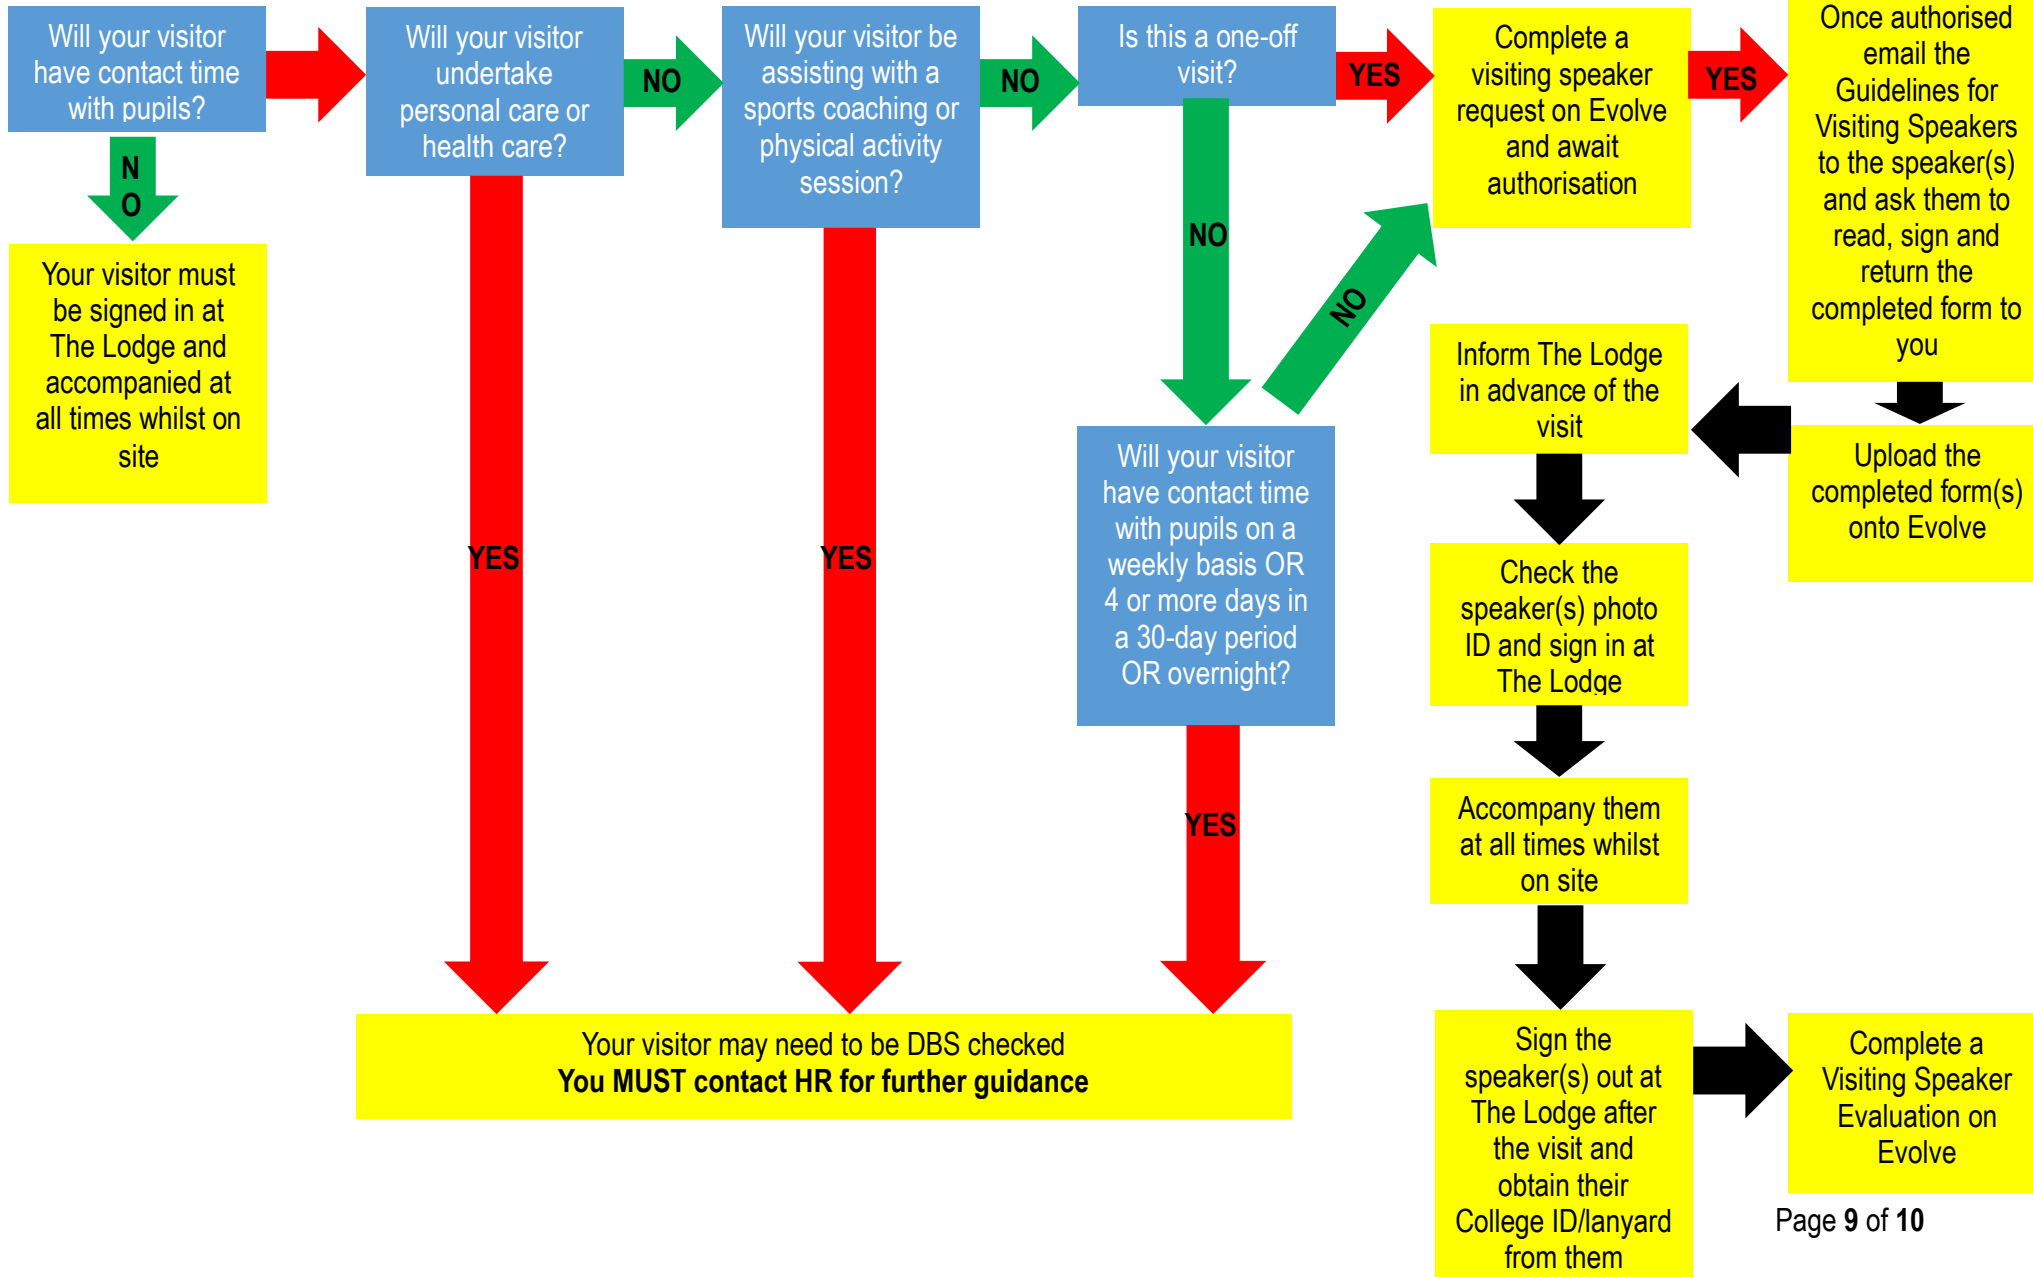 Will your visitor
have contact time
with pupils?
N
O
Your visitor must
be signed in at
The Lodge and
accompanied at
all times whilst on
site
Will your visitor
undertake
personal care or
health care?
NO
YES
Will your visitor be
assisting with a
sports coaching or
physical activity
session?
NO
YES
Is this a one-off
visit?
YES
NO
Will your visitor
have contact time
with pupils on a
weekly basis OR
4 or more days in
a 30-day period
OR overnight?
NO
YES
Your visitor may need to be DBS checked
You MUST contact HR for further guidance
Complete a
visiting speaker
request on Evolve
and await
authorisation
YES
Once authorised
email the
Guidelines for
Visiting Speakers
to the speaker(s)
and ask them to
read, sign and
return the
completed form to
you
Upload the
completed form(s)
onto Evolve
Inform The Lodge
in advance of the
visit
Check the
speaker(s) photo
ID and sign in at
The Lodge
Accompany them
at all times whilst
on site
Sign the
speaker(s) out at
The Lodge after
the visit and
obtain their
College ID/lanyard
from them
Complete a
Visiting Speaker
Evaluation on
Evolve
Page 9 of 10